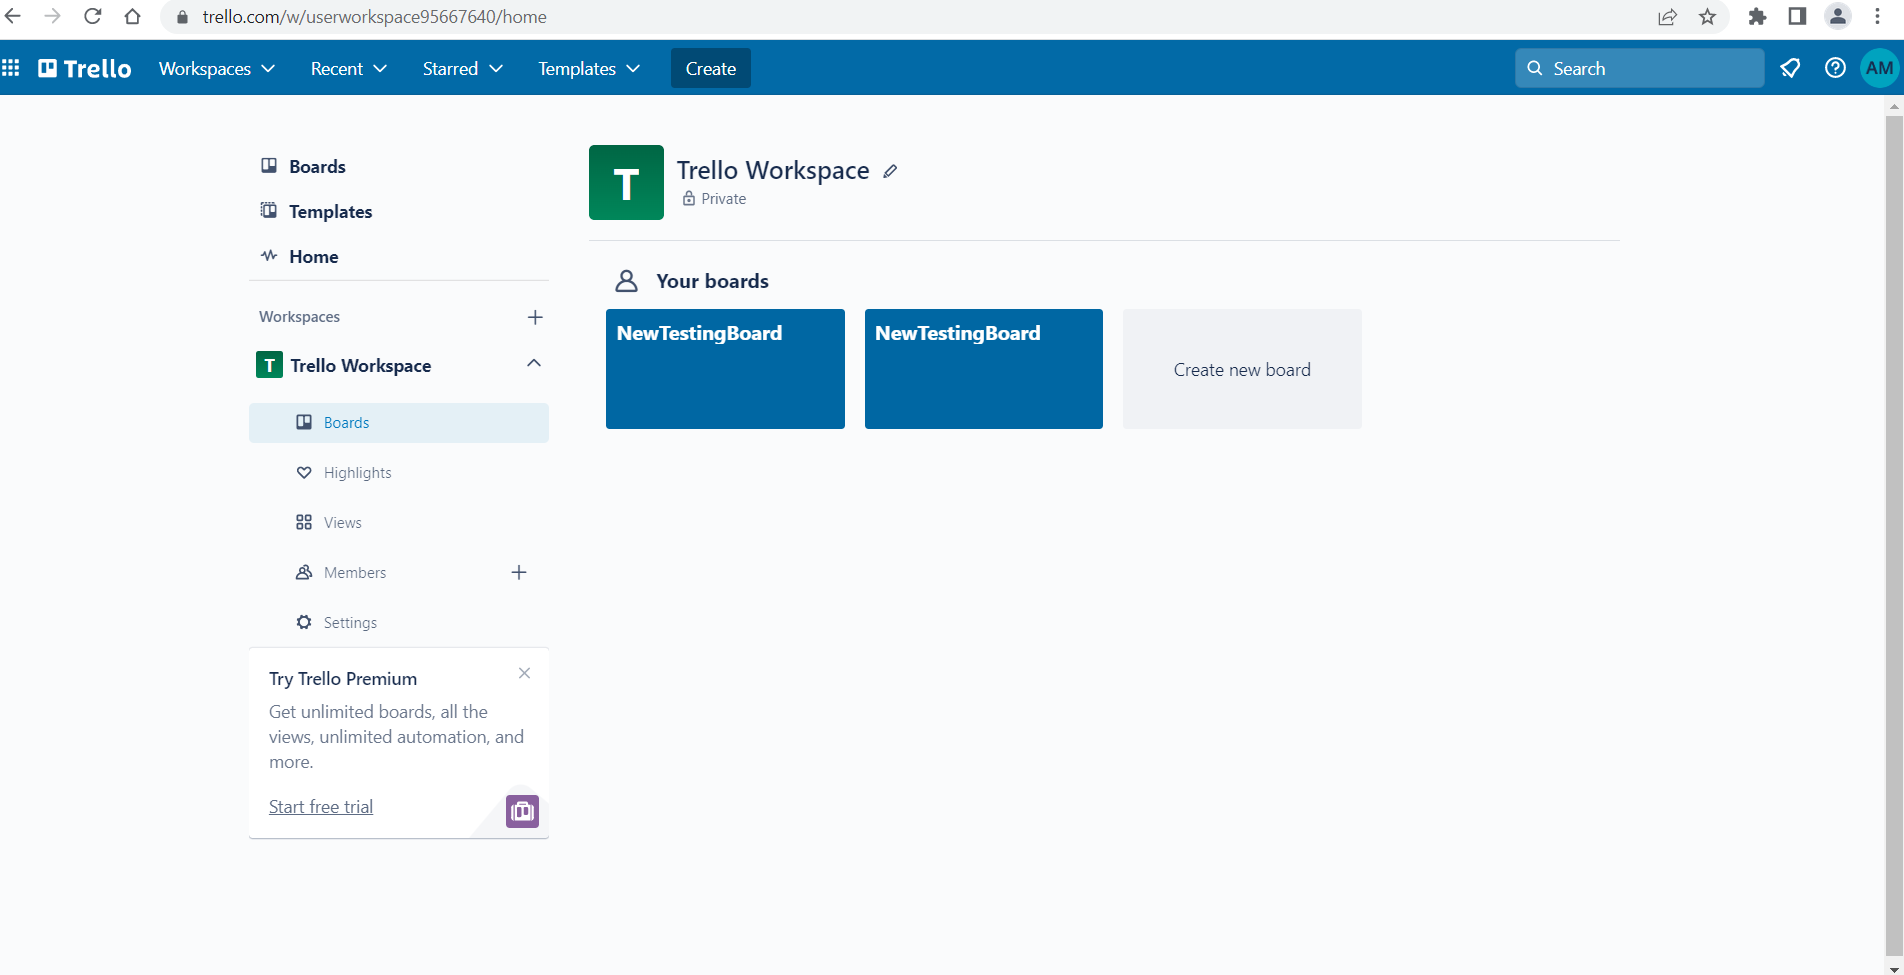 trello.com/w/userworkspace95667640/home
Trello Workspaces Recent Starred Templates Create Search AM
Boards
Templates
Home
Workspaces
T Trello Workspace
Boards
Highlights
Views
Members
Settings
Try Trello Premium
Get unlimited boards, all the
views, unlimited automation, and
more.
Start free trial
T
Trello Workspace
Private
Your boards
NewTestingBoard NewTestingBoard
Create new board